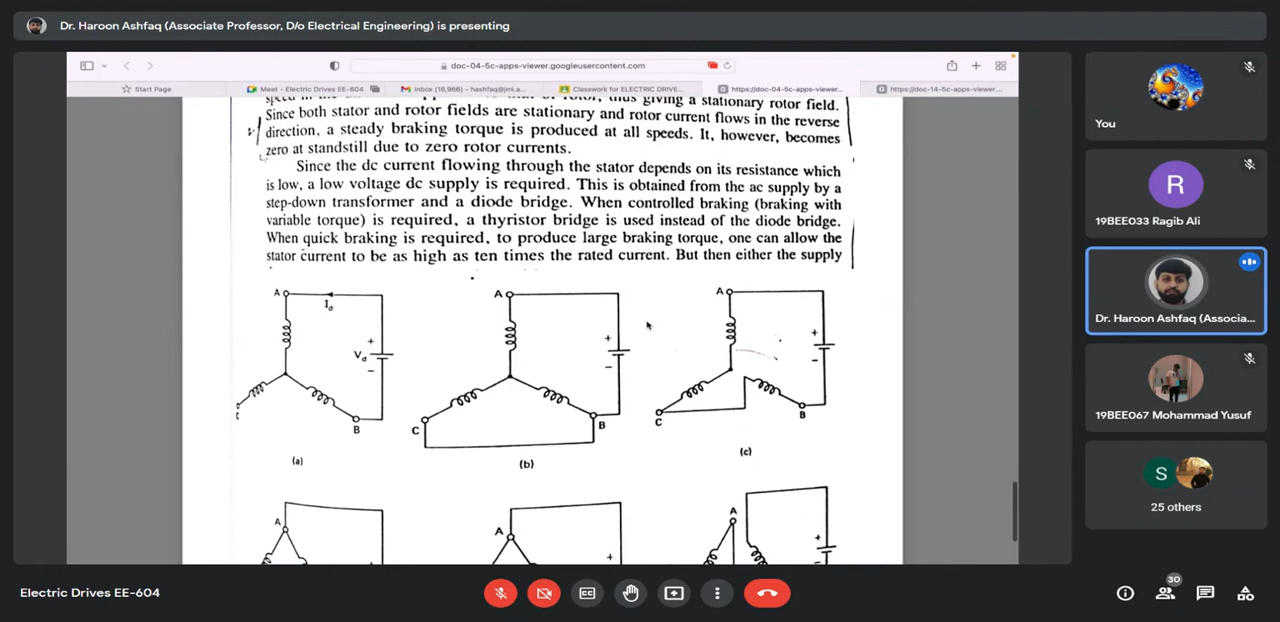 Dr. Haroon Ashfaq (Associate Professor, D/o Electrical Engineering) is presenting
doc-04-5c-apps-viewer.googleusercontent.com
Start Page
Meet - Electric Drives EE-604
Inbox (16,966) - hashfaq@jmi.a...
Classwork for ELECTRIC DRIVE...
https://doc-04-5c-apps-viewer...
https://doc-14-5c-apps-viewer...
thus giving a stationary rotor field.
Since both stator and rotor fields are stationary and rotor current flows in the reverse
direction, a steady braking torque is produced at all speeds. It, however, becomes
zero at standstill due to zero rotor currents.
Since the dc current flowing through the stator depends on its resistance which
is low, a low voltage dc supply is required. This is obtained from the ac supply by a
step-down transformer and a diode bridge. When controlled braking (braking with
variable torque) is required, a thyristor bridge is used instead of the diode bridge.
When quick braking is required, to produce large braking torque, one can allow the
stator current to be as high as ten times the rated current. But then either the supply
A
Id
+
Vd
-
B
(a)
A
+
-
C
B
(b)
A
+
-
C
B
(c)
A
A
+
A
+
-
You
R
19BEE033 Ragib Ali
Dr. Haroon Ashfaq (Associa...
19BEE067 Mohammad Yusuf
S
25 others
Electric Drives EE-604
CC
30